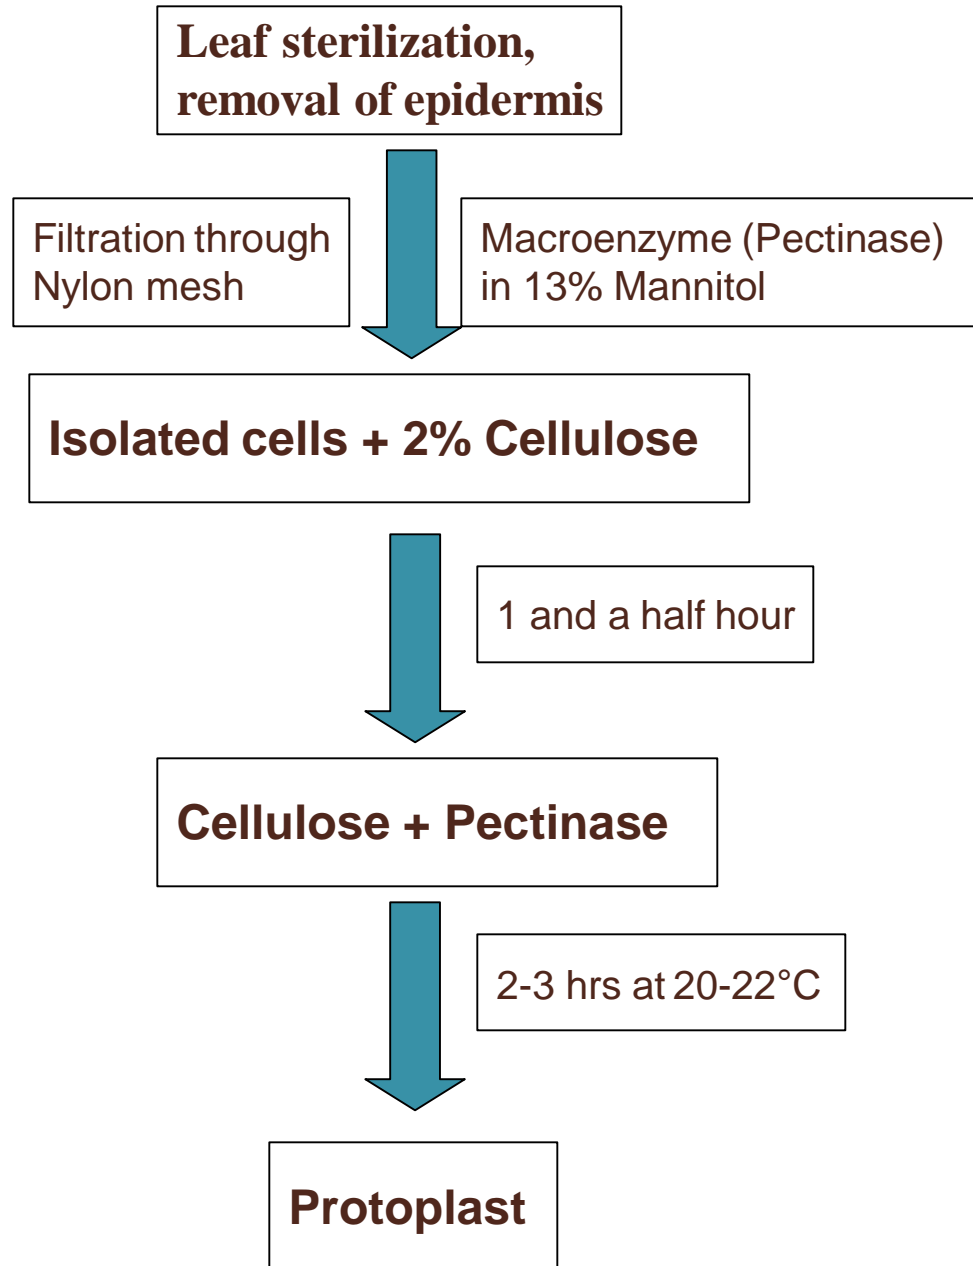 Leaf sterilization,
removal of epidermis
Filtration through
Nylon mesh
Macroenzyme (Pectinase)
in 13% Mannitol
Isolated cells + 2% Cellulose
1 and a half hour
Cellulose + Pectinase
2-3 hrs at 20-22°C
Protoplast